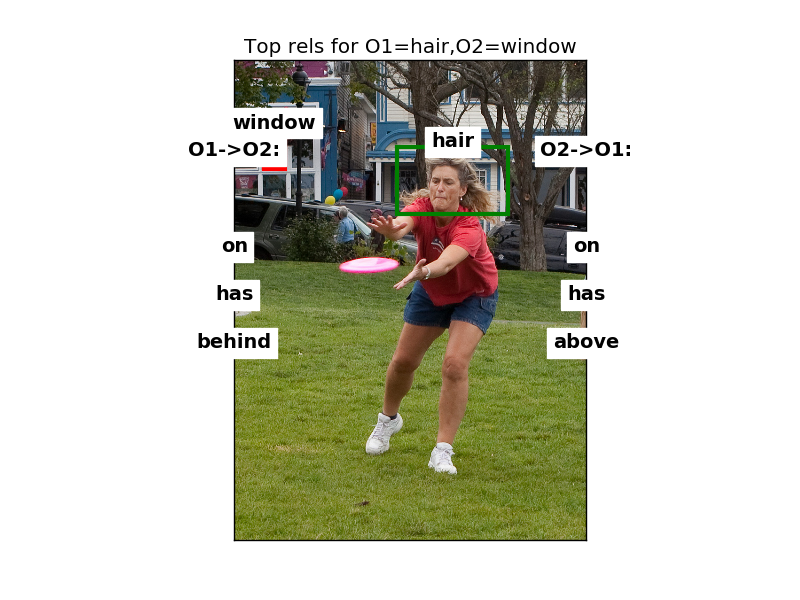 Top rels for O1=hair,O2=window
window
hair
O1->O2:
O2->O1:
on
on
has
has
behind
above